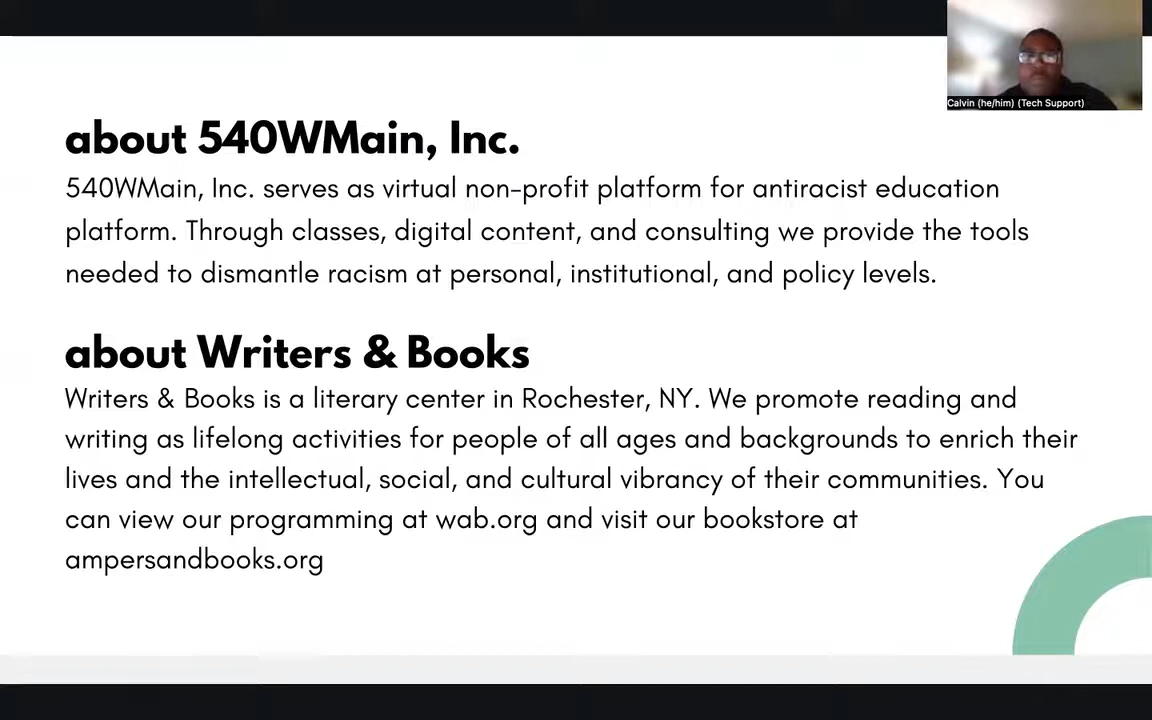 Calvin (he/him) (Tech Support)
about 540WMain, Inc.
540WMain, Inc. serves as virtual non-profit platform for antiracist education
platform. Through classes, digital content, and consulting we provide the tools
needed to dismantle racism at personal, institutional, and policy levels.
about Writers & Books
Writers & Books is a literary center in Rochester, NY. We promote reading and
writing as lifelong activities for people of all ages and backgrounds to enrich their
lives and the intellectual, social, and cultural vibrancy of their communities. You
can view our programming at wab.org and visit our bookstore at
ampersandbooks.org